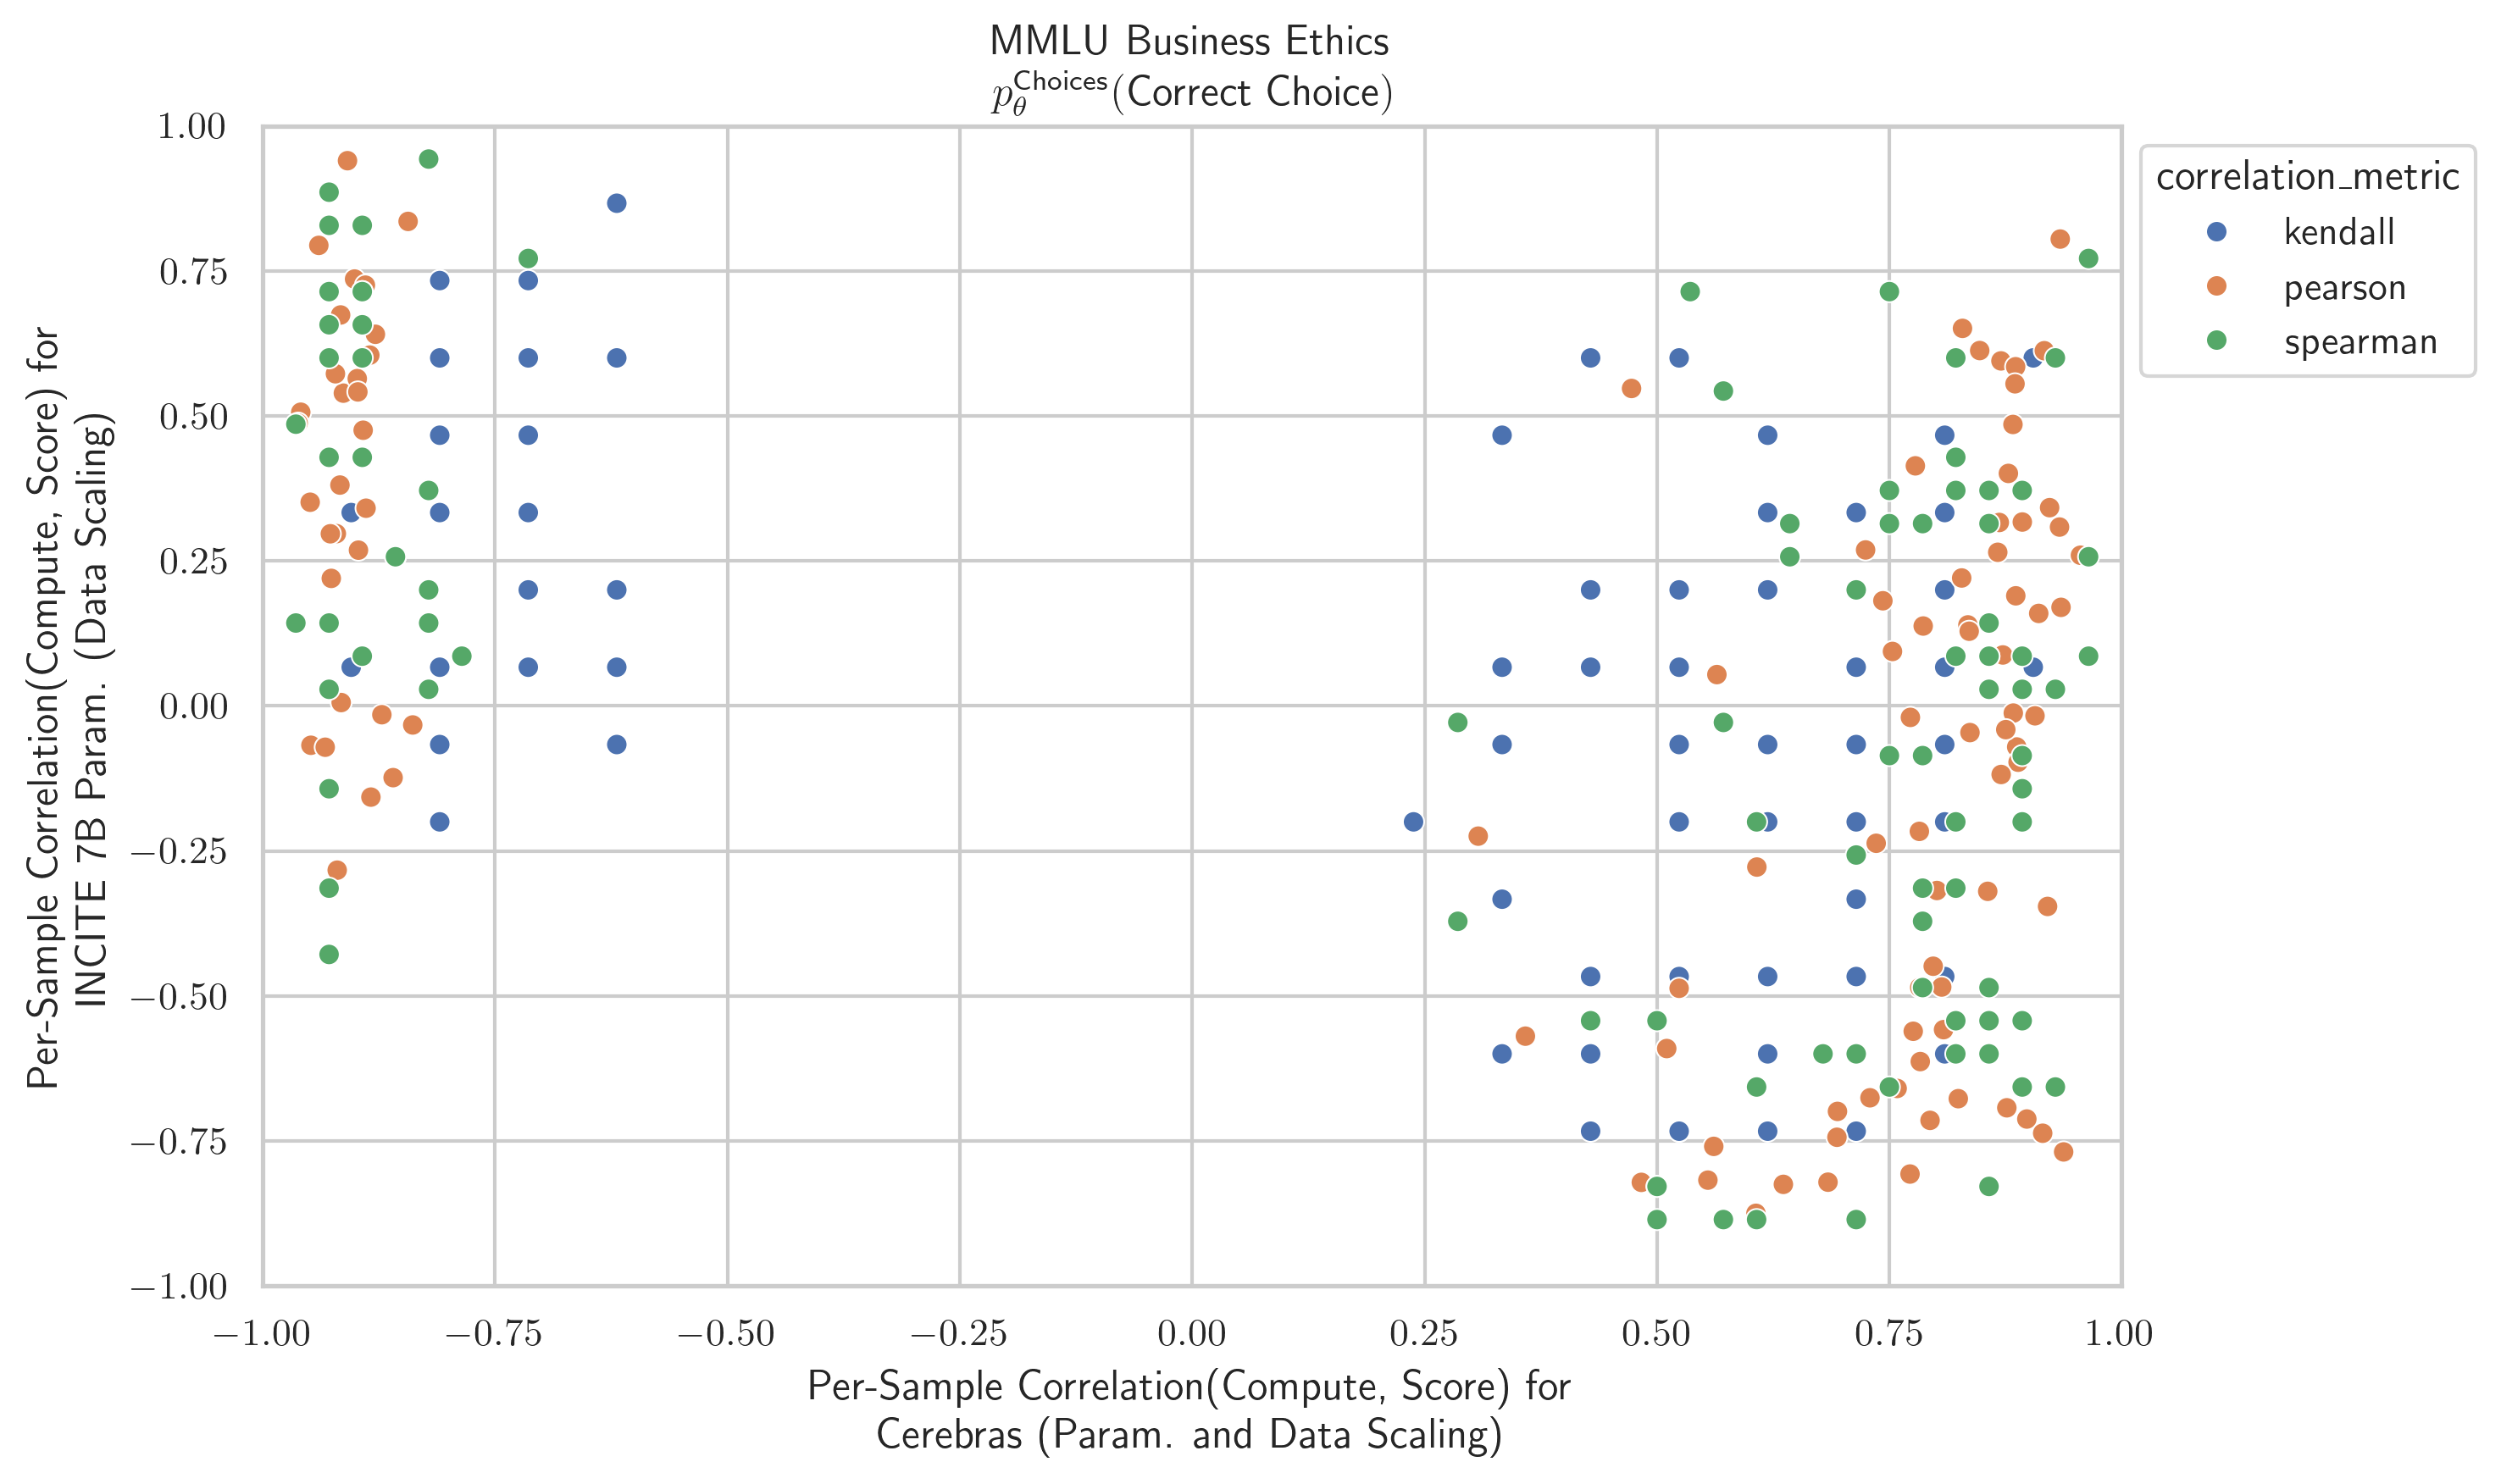 MMLU Business Ethics
p_θ^Choices(Correct Choice)
1.00
0.75
0.50
0.25
0.00
−0.25
−0.50
−0.75
−1.00
Per-Sample Correlation(Compute, Score) for
INCITE 7B Param. (Data Scaling)
correlation_metric
kendall
pearson
spearman
−1.00
−0.75
−0.50
−0.25
0.00
0.25
0.50
0.75
1.00
Per-Sample Correlation(Compute, Score) for
Cerebras (Param. and Data Scaling)